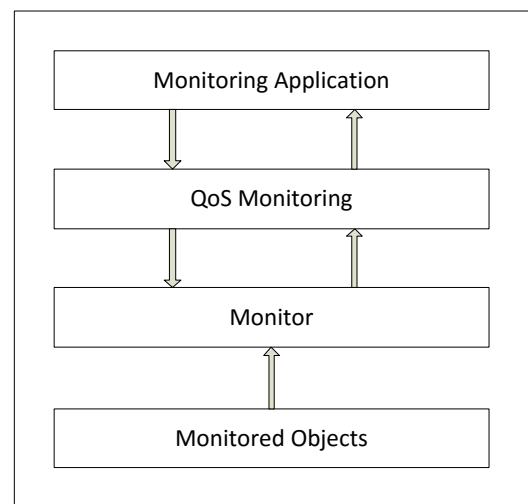 Monitoring Application
QoS Monitoring
Monitor
Monitored Objects